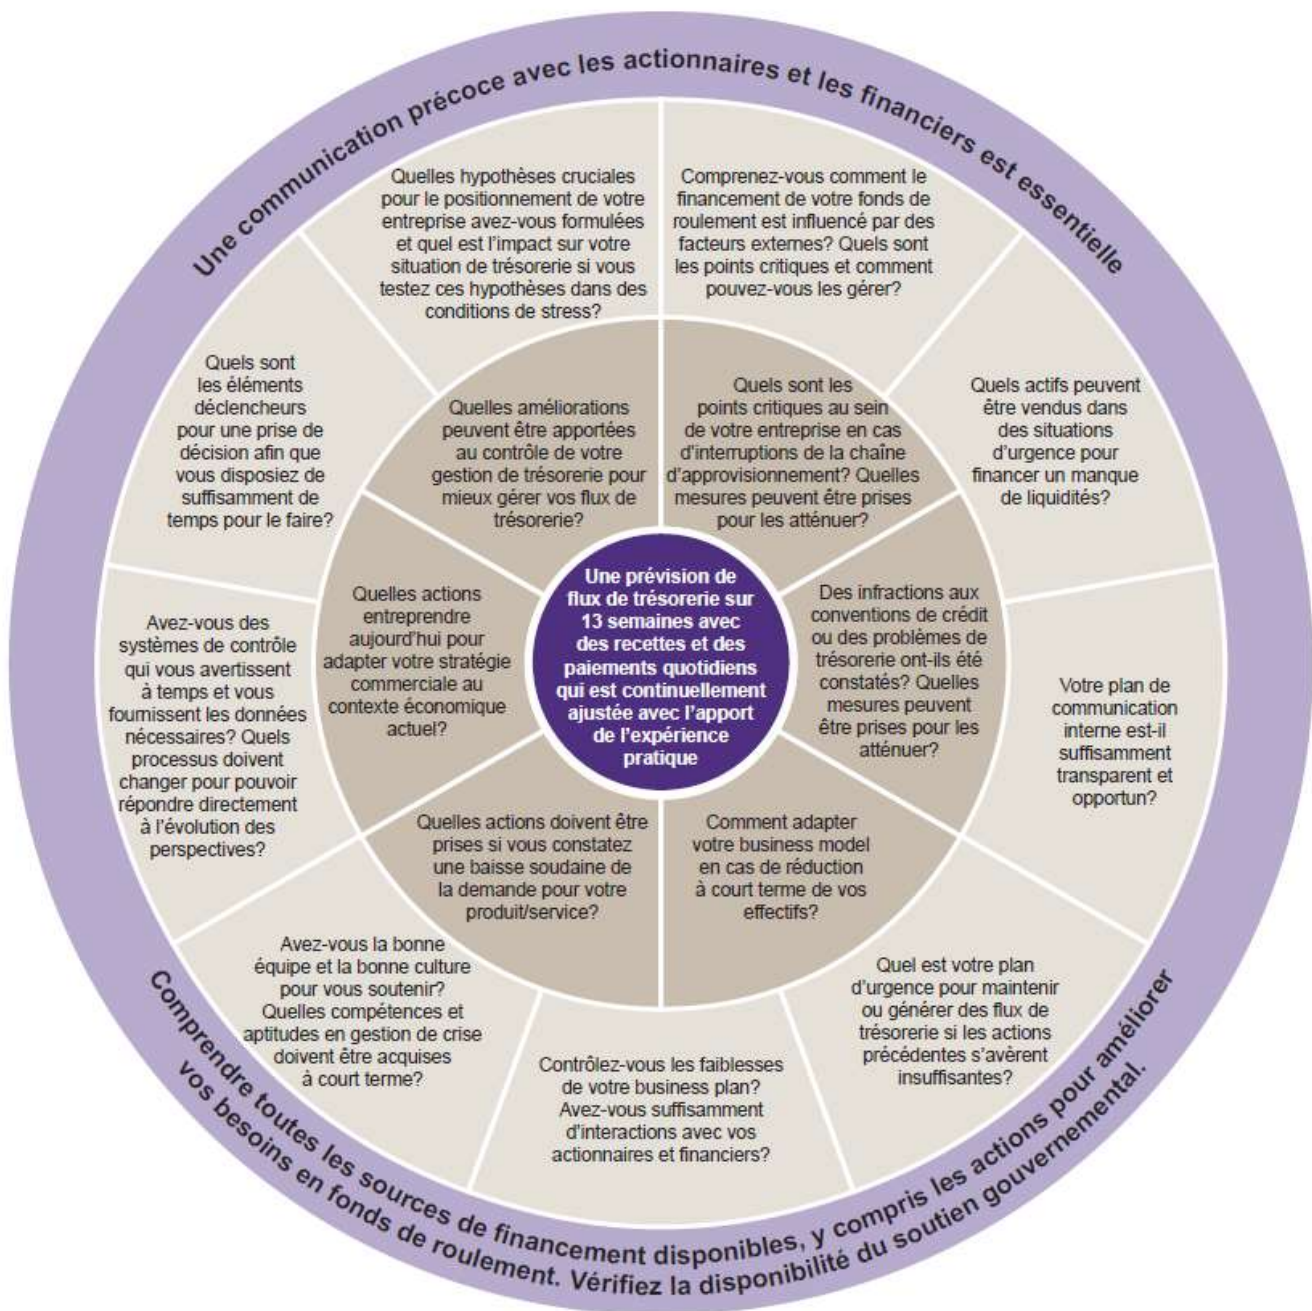 Une communication précoce avec les actionnaires et les financiers est essentielle
Quelles hypothèses cruciales
pour le positionnement de votre
entreprise avez-vous formulées
et quel est l’impact sur votre
situation de trésorerie si vous
testez ces hypothèses dans des
conditions de stress?
Comprenez-vous comment le
financement de votre fonds de
roulement est influencé par des
facteurs externes? Quels sont
les points critiques et comment
pouvez-vous les gérer?
Quels actifs peuvent
être vendus dans
des situations
d’urgence pour
financer un manque
de liquidités?
Votre plan de
communication
interne est-il
suffisamment
transparent et
opportun?
Quel est votre plan
d’urgence pour maintenir
ou générer des flux de
trésorerie si les actions
précédentes s’avèrent
insuffisantes?
Contrôlez-vous les faiblesses
de votre business plan?
Avez-vous suffisamment
d’interactions avec vos
actionnaires et financiers?
Avez-vous la bonne
équipe et la bonne culture
pour vous soutenir?
Quelles compétences et
aptitudes en gestion de crise
doivent être acquises
à court terme?
Avez-vous des
systèmes de contrôle
qui vous avertissent
à temps et vous
fournissent les données
nécessaires? Quels
processus doivent
changer pour pouvoir
répondre directement
à l’évolution des
perspectives?
Quels sont
les éléments
déclencheurs
pour une prise de
décision afin que
vous disposiez de
suffisamment de
temps pour le faire?
Quelles améliorations
peuvent être apportées
au contrôle de votre
gestion de trésorerie pour
mieux gérer vos flux de
trésorerie?
Quels sont les
points critiques au sein
de votre entreprise en cas
d’interruptions de la chaîne
d’approvisionnement? Quelles
mesures peuvent être prises
pour les atténuer?
Des infractions aux
conventions de crédit
ou des problèmes de
trésorerie ont-ils été
constatés? Quelles
mesures peuvent
être prises pour les
atténuer?
Comment adapter
votre business model
en cas de réduction
à court terme de vos
effectifs?
Quelles actions doivent être
prises si vous constatez
une baisse soudaine de
la demande pour votre
produit/service?
Quelles actions
entreprendre
aujourd’hui pour
adapter votre stratégie
commerciale au
contexte économique
actuel?
Une prévision de
flux de trésorerie sur
13 semaines avec
des recettes et des
paiements quotidiens
qui est continuellement
ajustée avec l’apport
de l’expérience
pratique
Comprendre toutes les sources de financement disponibles, y compris les actions pour améliorer
vos besoins en fonds de roulement. Vérifiez la disponibilité du soutien gouvernemental.